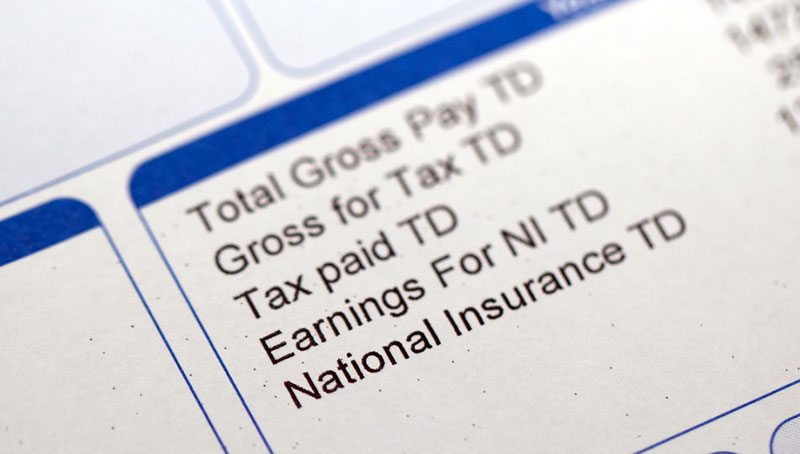 Total Gross Pay TD
Gross for Tax TD
Tax paid TD
Earnings For NI TD
National Insurance TD